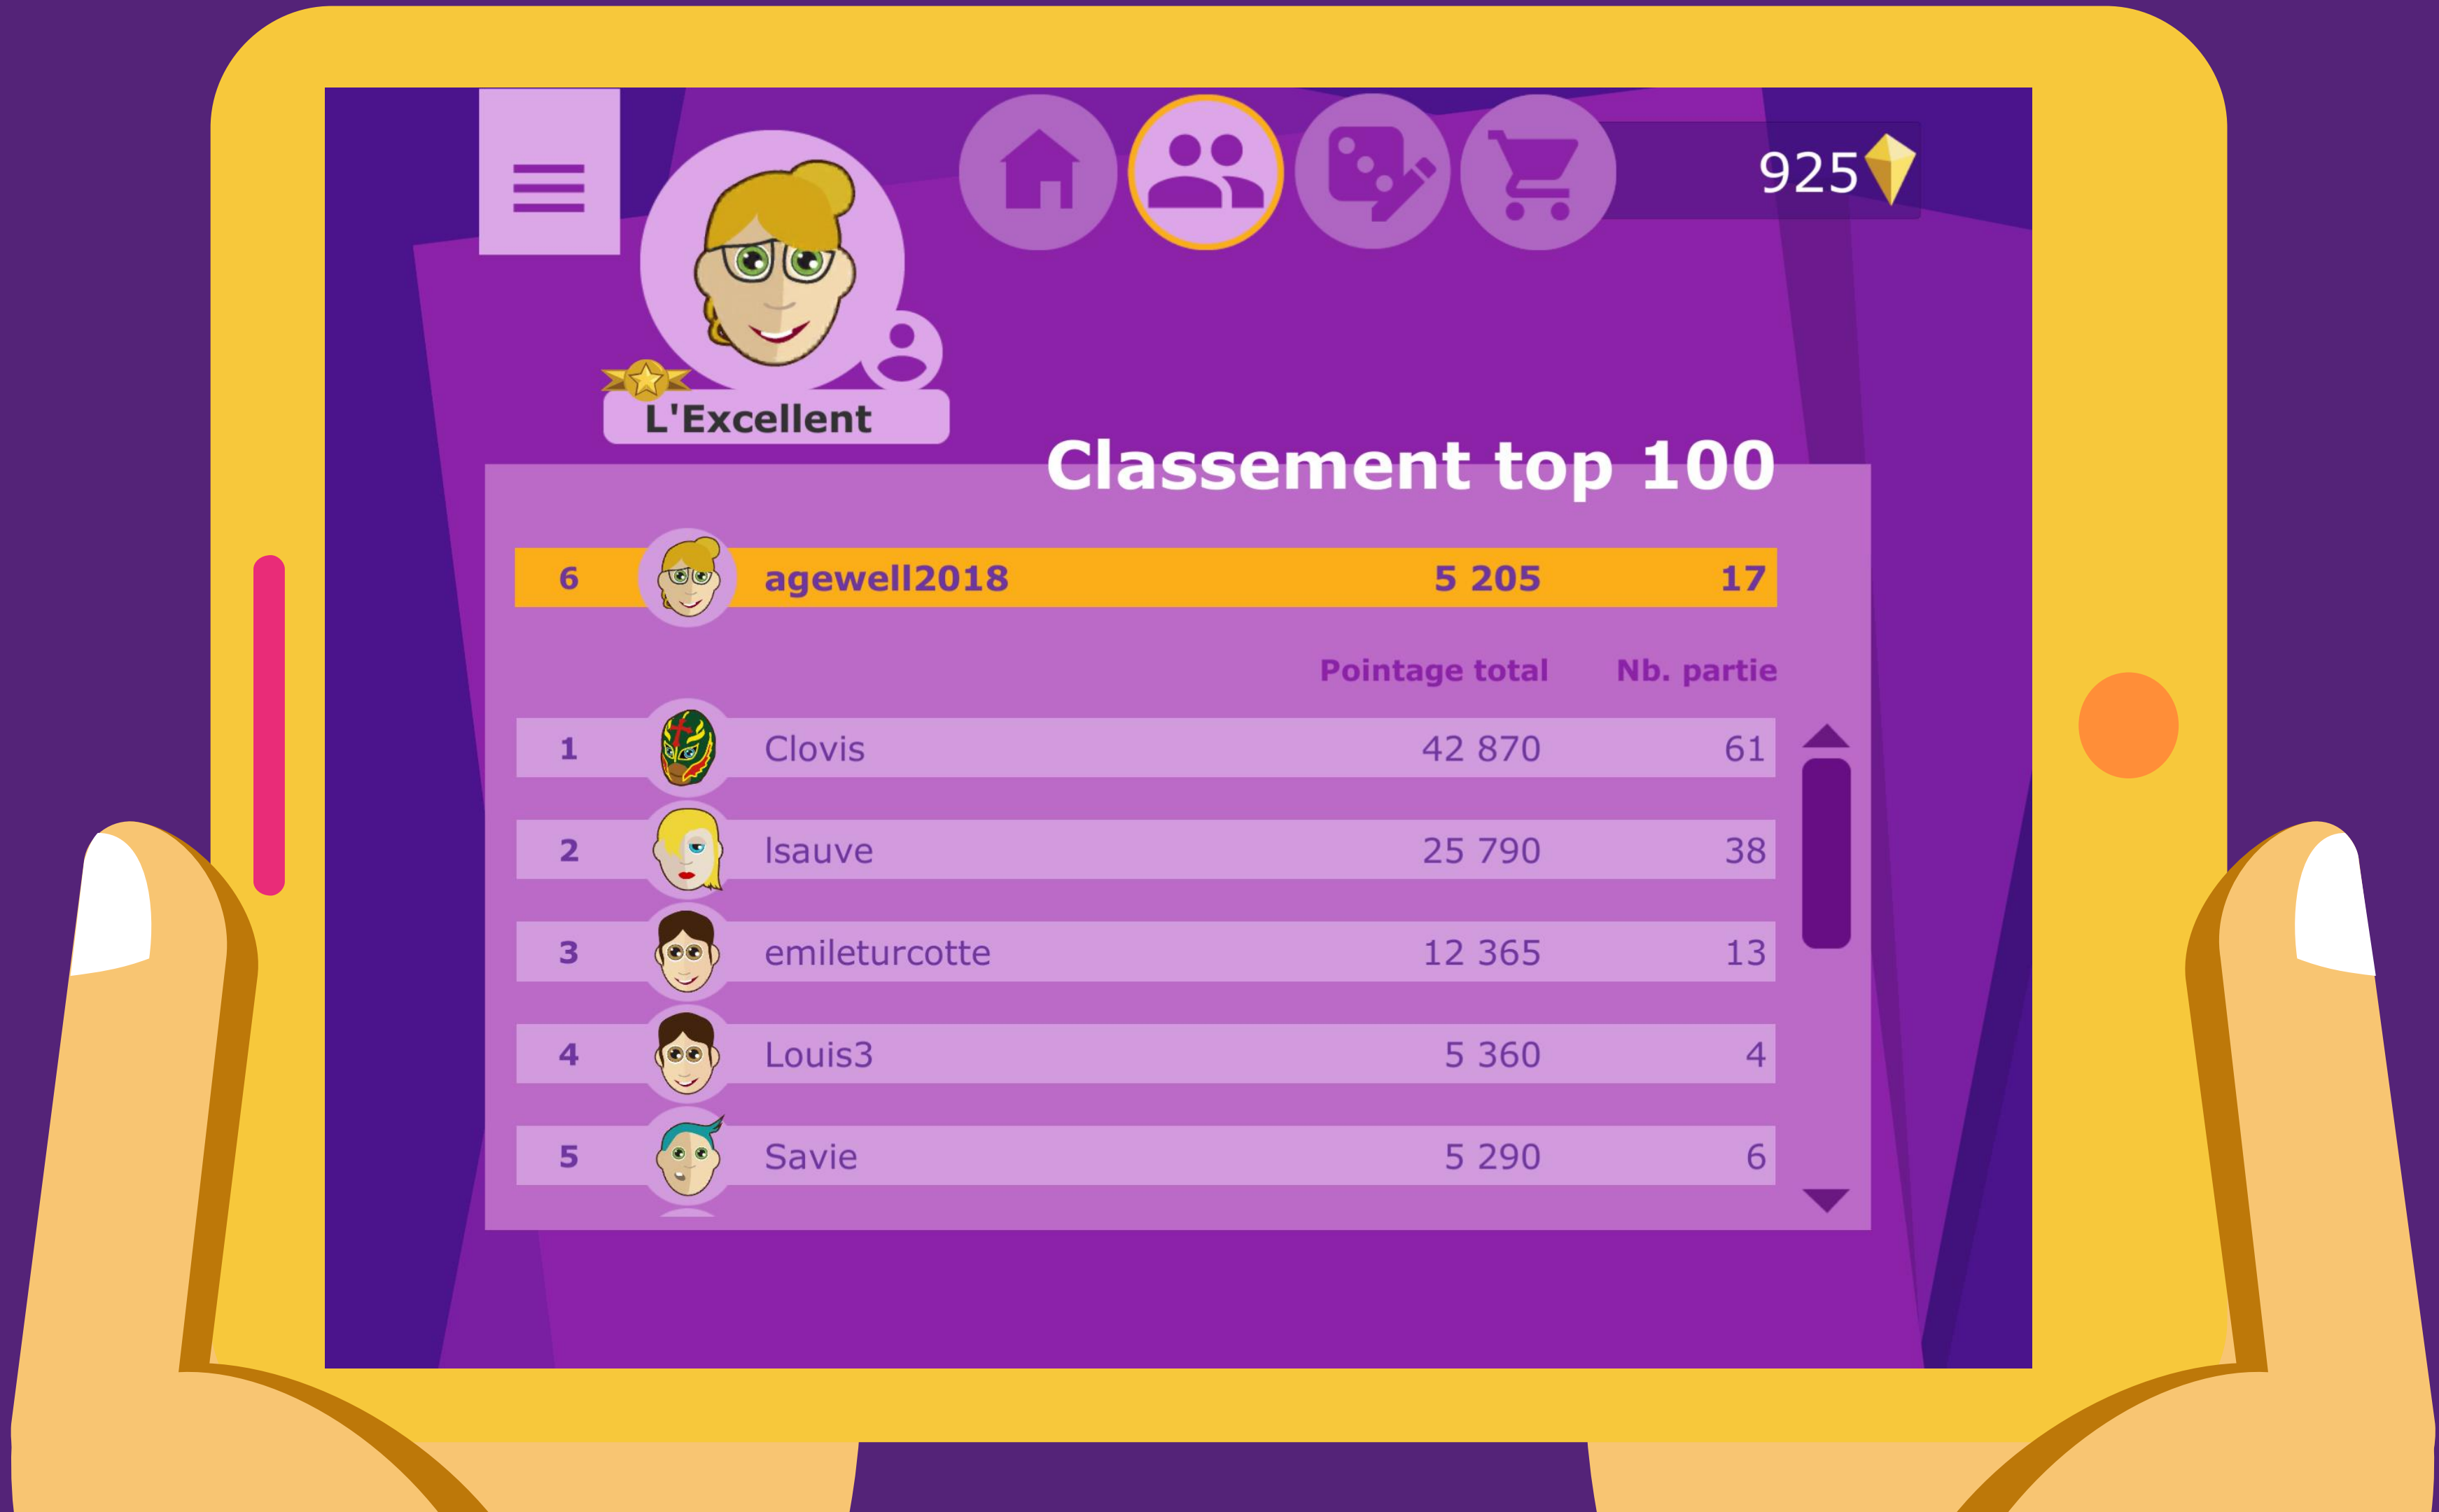 925
L'Excellent
Classement top 100
6 agewell2018 5 205 17
Pointage total Nb. partie
1 Clovis 42 870 61
2 lsauve 25 790 38
3 emileturcotte 12 365 13
4 Louis3 5 360 4
5 Savie 5 290 6